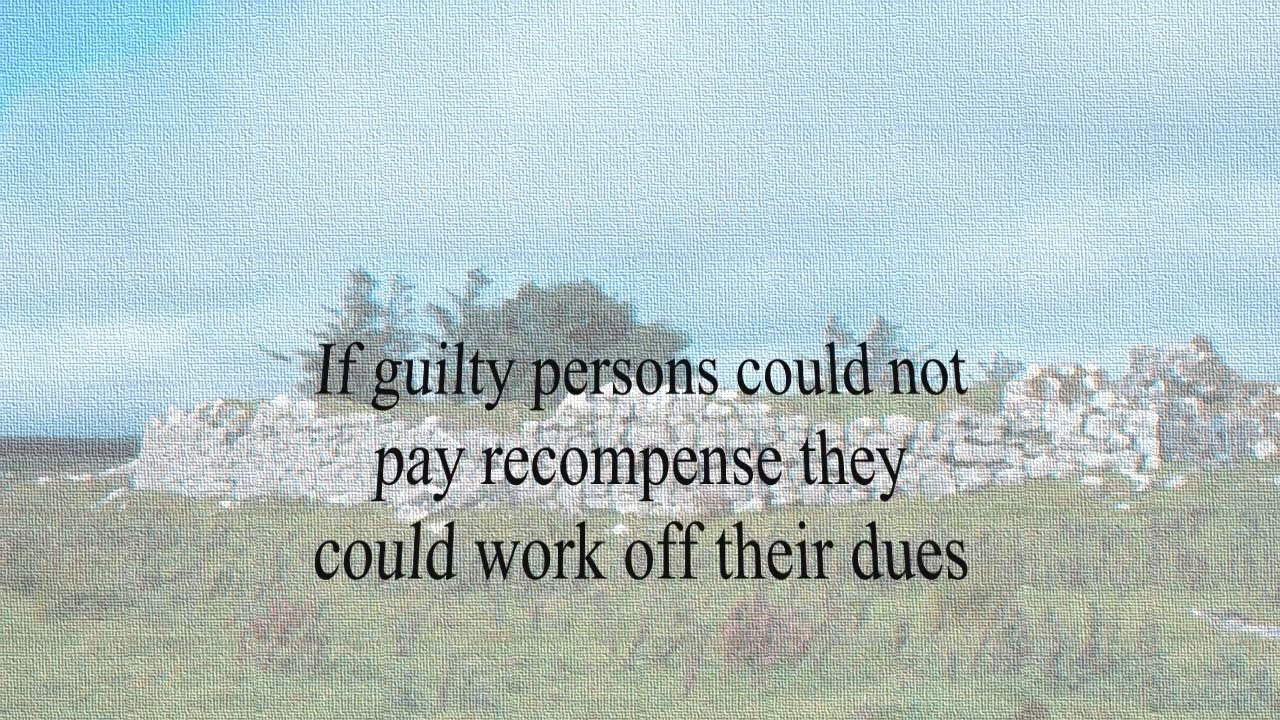 If guilty persons could not
pay recompense they
could work off their dues